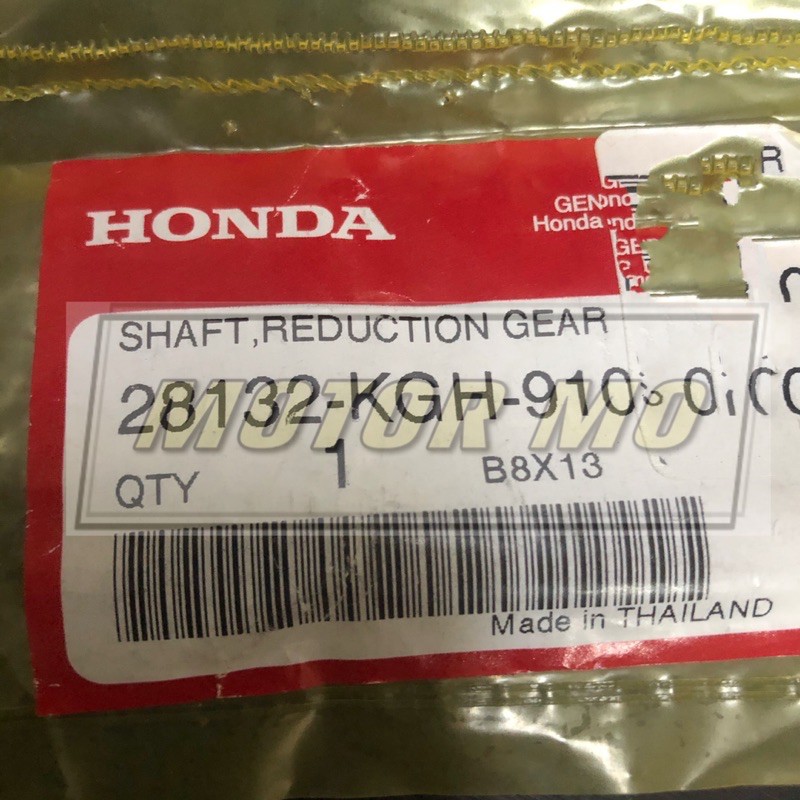 HONDA
GEN
Honda
R
SHAFT,REDUCTION GEAR
28132-KGH-910
MOTOR MO
QTY 1 B8X13
Made in THAILAND